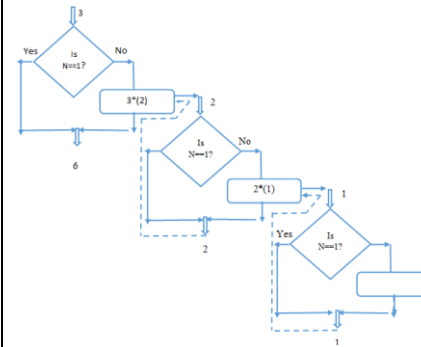 3
Yes
Is
N==1?
No
3*(2)
2
6
Is
N==1?
No
2*(1)
1
2
Yes
Is
N==1?
1